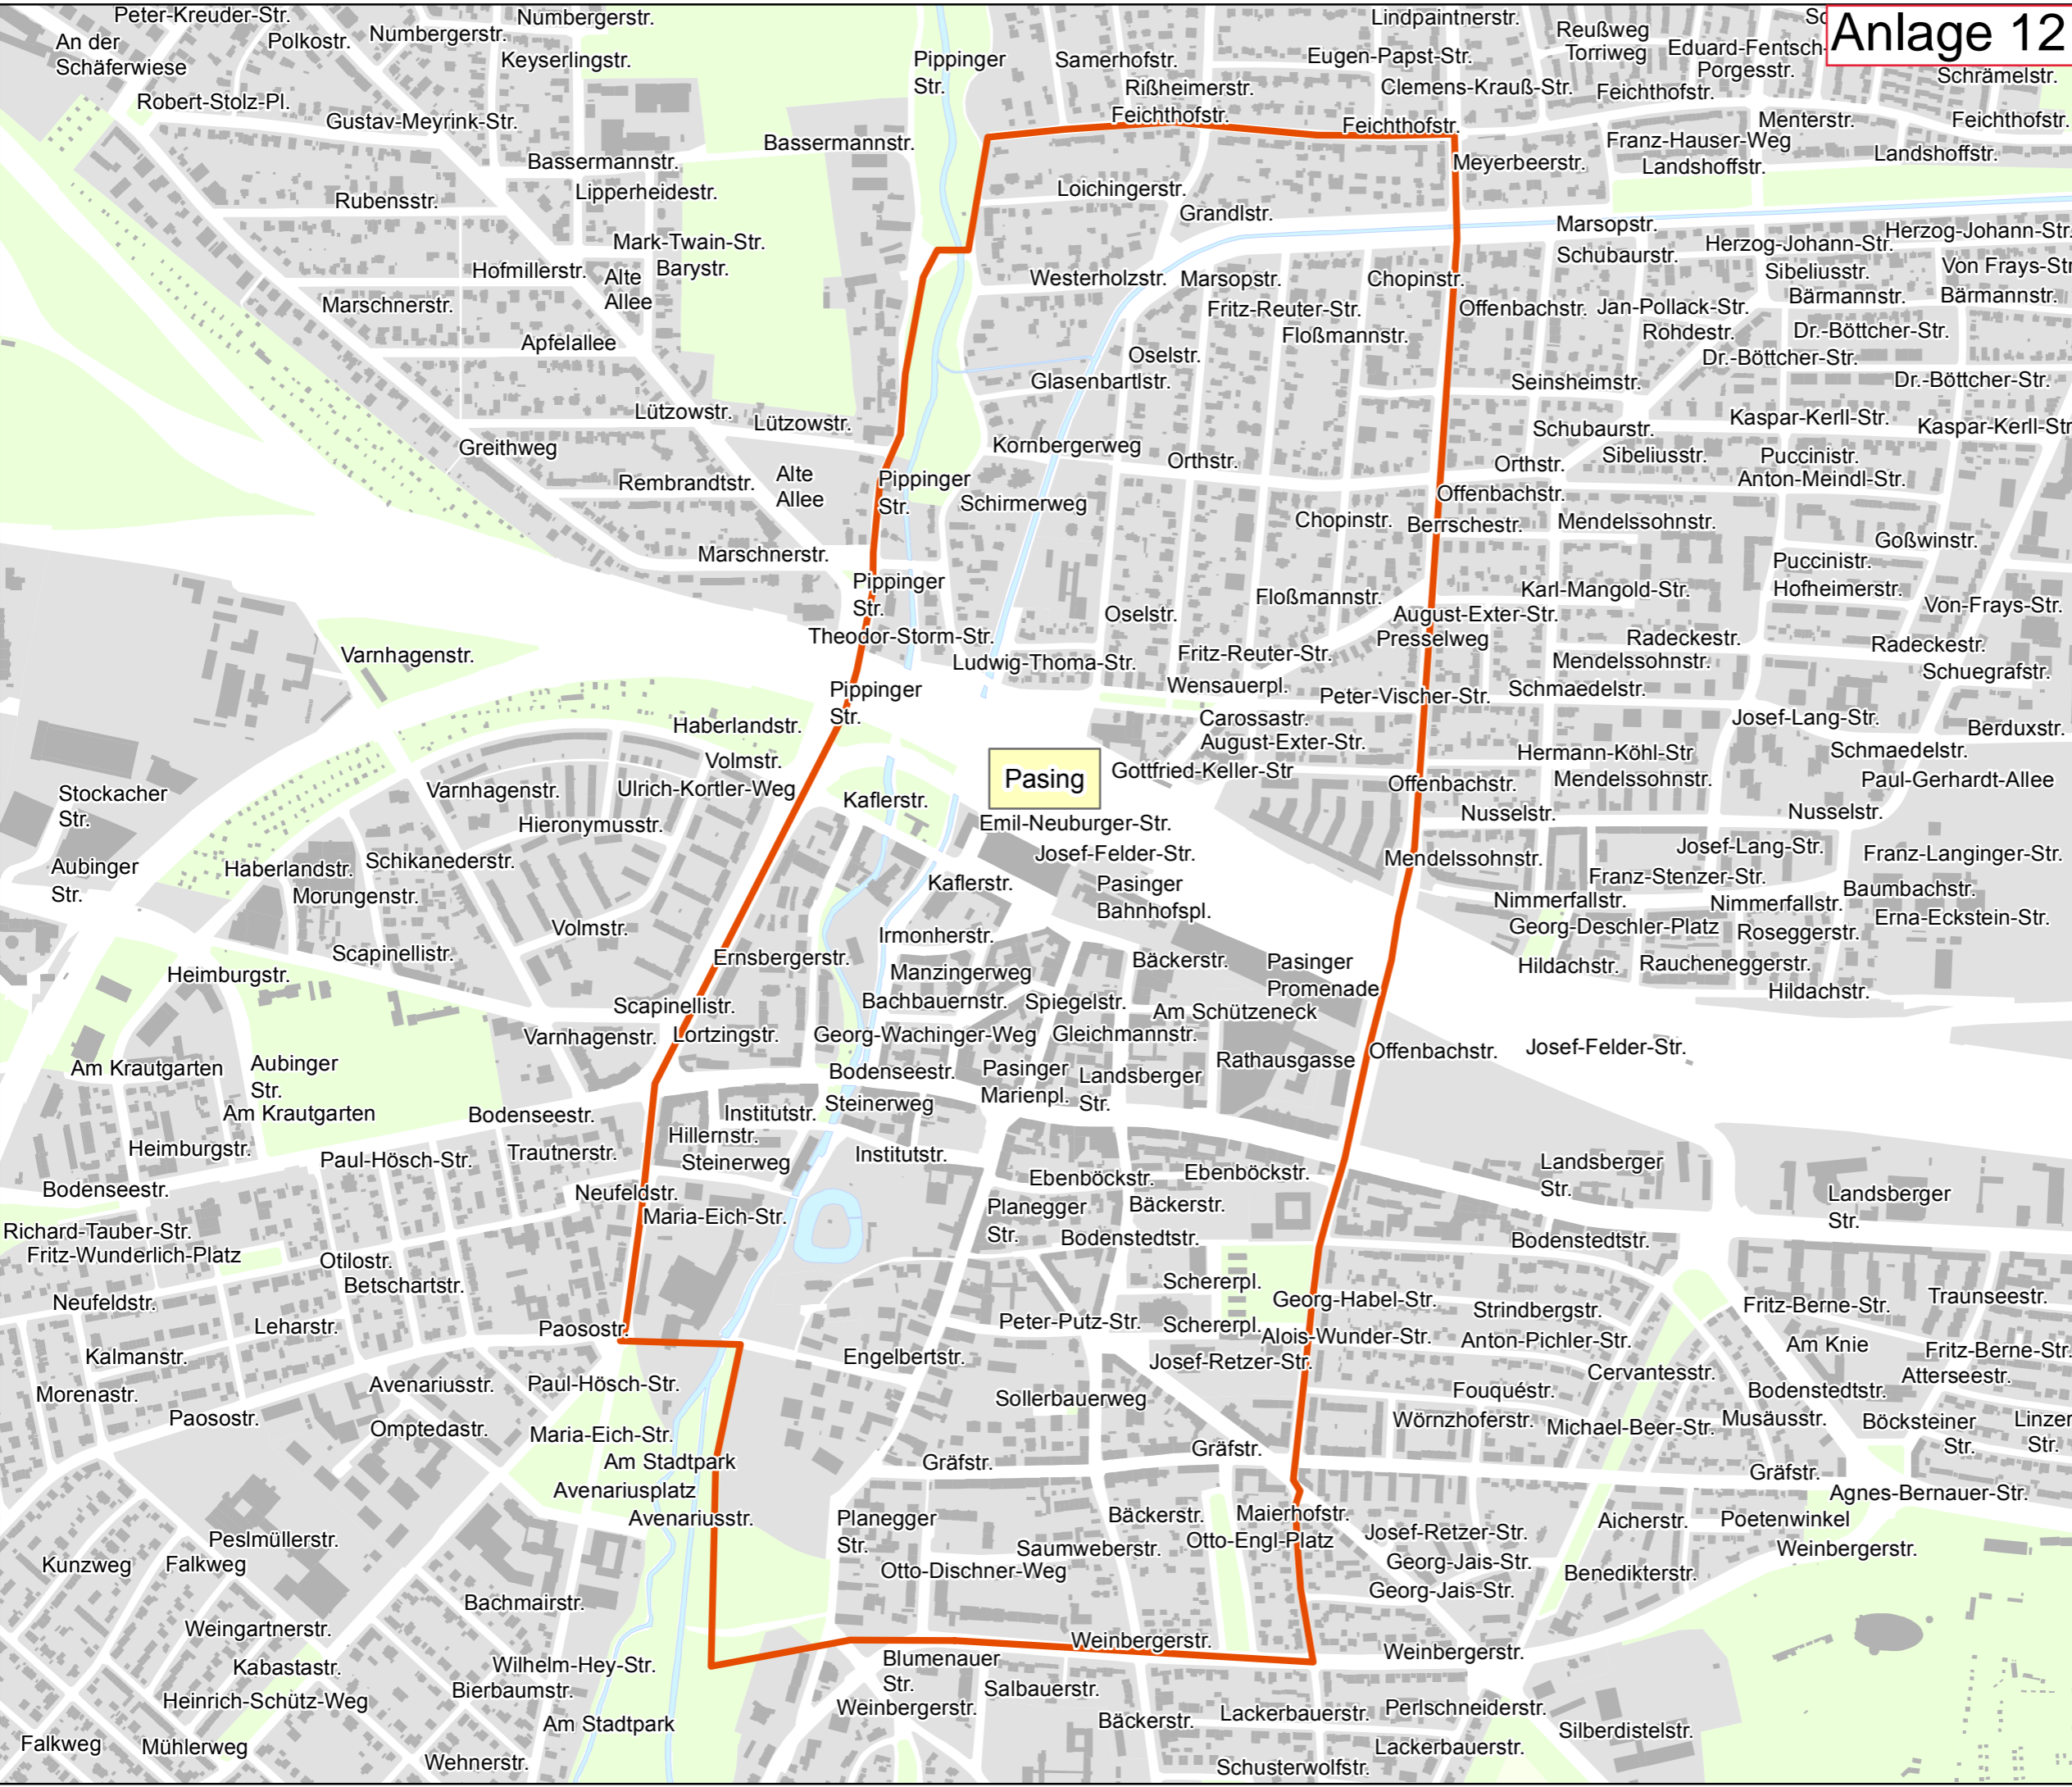 Anlage 12
Peter-Kreuder-Str.
Numbergerstr.
Lindpaintnerstr.
An der
Schäferwiese
Polkostr.
Numbergerstr.
Keyserlingstr.
Pippinger
Str.
Samerhofstr.
Eugen-Papst-Str.
Reußweg
Torriweg
Eduard-Fentsch-
Porgesstr.
Schrämelstr.
Robert-Stolz-Pl.
Gustav-Meyrink-Str.
Rißheimerstr.
Clemens-Krauß-Str.
Feichthofstr.
Feichthofstr.
Feichthofstr.
Menterstr.
Feichthofstr.
Bassermannstr.
Bassermannstr.
Franz-Hauser-Weg
Landshoffstr.
Landshoffstr.
Meyerbeerstr.
Lipperheidestr.
Rubensstr.
Loichingerstr.
Grandlstr.
Marsopstr.
Mark-Twain-Str.
Barystr.
Herzog-Johann-Str.
Herzog-Johann-Str.
Schubaurstr.
Hofmillerstr.
Alte
Allee
Westerholzstr.
Marsopstr.
Chopinstr.
Sibeliusstr.
Von Frays-Str
Marschnerstr.
Fritz-Reuter-Str.
Offenbachstr.
Jan-Pollack-Str.
Bärmannstr.
Bärmannstr.
Apfelallee
Floßmannstr.
Rohdestr.
Dr.-Böttcher-Str.
Oselstr.
Dr.-Böttcher-Str.
Glasenbartlstr.
Seinsheimstr.
Dr.-Böttcher-Str.
Lützowstr.
Lützowstr.
Kaspar-Kerll-Str.
Kaspar-Kerll-Str
Greithweg
Kornbergerweg
Schubaurstr.
Orthstr.
Orthstr.
Sibeliusstr.
Puccinistr.
Rembrandtstr.
Alte
Allee
Pippinger
Str.
Schirmerweg
Offenbachstr.
Anton-Meindl-Str.
Chopinstr.
Berrschestr.
Mendelssohnstr.
Marschnerstr.
Goßwinstr.
Pippinger
Str.
Puccinistr.
Floßmannstr.
Karl-Mangold-Str.
Hofheimerstr.
Von-Frays-Str.
Oselstr.
August-Exter-Str.
Theodor-Storm-Str.
Presselweg
Radeckestr.
Radeckestr.
Varnhagenstr.
Ludwig-Thoma-Str.
Fritz-Reuter-Str.
Mendelssohnstr.
Schuegrafstr.
Pippinger
Str.
Wensauerpl.
Peter-Vischer-Str.
Schmaedelstr.
Haberlandstr.
Carossastr.
August-Exter-Str.
Josef-Lang-Str.
Berduxstr.
Volmstr.
Pasing
Gottfried-Keller-Str
Hermann-Köhl-Str
Schmaedelstr.
Stockacher
Str.
Varnhagenstr.
Ulrich-Kortler-Weg
Kaflerstr.
Offenbachstr.
Mendelssohnstr.
Paul-Gerhardt-Allee
Hieronymusstr.
Emil-Neuburger-Str.
Nusselstr.
Nusselstr.
Aubinger
Str.
Haberlandstr.
Schikanederstr.
Josef-Felder-Str.
Mendelssohnstr.
Josef-Lang-Str.
Franz-Langinger-Str.
Morungenstr.
Kaflerstr.
Pasinger
Bahnhofspl.
Franz-Stenzer-Str.
Baumbachstr.
Nimmerfallstr.
Nimmerfallstr.
Volmstr.
Irmonherstr.
Georg-Deschler-Platz
Roseggerstr.
Erna-Eckstein-Str.
Scapinellistr.
Ernsbergerstr.
Bäckerstr.
Pasinger
Promenade
Hildachstr.
Raucheneggerstr.
Heimburgstr.
Manzingerweg
Hildachstr.
Scapinellistr.
Bachbauernstr.
Spiegelstr.
Am Schützeneck
Varnhagenstr.
Lortzingstr.
Georg-Wachinger-Weg
Gleichmannstr.
Am Krautgarten
Aubinger
Str.
Bodenseestr.
Pasinger
Marienpl.
Landsberger
Str.
Rathausgasse
Offenbachstr.
Josef-Felder-Str.
Am Krautgarten
Bodenseestr.
Institutstr.
Steinerweg
Heimburgstr.
Hillernstr.
Paul-Hösch-Str.
Trautnerstr.
Steinerweg
Institutstr.
Landsberger
Str.
Bodenseestr.
Neufeldstr.
Ebenböckstr.
Ebenböckstr.
Landsberger
Str.
Maria-Eich-Str.
Planegger
Str.
Bäckerstr.
Richard-Tauber-Str.
Fritz-Wunderlich-Platz
Bodenstedtstr.
Bodenstedtstr.
Otilostr.
Betschartstr.
Schererpl.
Neufeldstr.
Georg-Habel-Str.
Strindbergstr.
Fritz-Berne-Str.
Traunseestr.
Leharstr.
Paosostr.
Peter-Putz-Str.
Schererpl.
Alois-Wunder-Str.
Anton-Pichler-Str.
Am Knie
Fritz-Berne-Str.
Kalmanstr.
Engelbertstr.
Josef-Retzer-Str.
Cervantesstr.
Atterseestr.
Morenastr.
Avenariusstr.
Paul-Hösch-Str.
Sollerbauerweg
Fouquéstr.
Bodenstedtstr.
Paosostr.
Omptedastr.
Maria-Eich-Str.
Wörnzhoferstr.
Michael-Beer-Str.
Musäusstr.
Böcksteiner
Str.
Linzer
Str.
Am Stadtpark
Gräfstr.
Gräfstr.
Gräfstr.
Avenariusplatz
Agnes-Bernauer-Str.
Avenariusstr.
Planegger
Str.
Bäckerstr.
Maierhofstr.
Aicherstr.
Poetenwinkel
Peslmüllerstr.
Otto-Engl-Platz
Josef-Retzer-Str.
Kunzweg
Falkweg
Saumweberstr.
Georg-Jais-Str.
Weinbergerstr.
Otto-Dischner-Weg
Georg-Jais-Str.
Benedikterstr.
Bachmairstr.
Weingartnerstr.
Weinbergerstr.
Weinbergerstr.
Kabastastr.
Wilhelm-Hey-Str.
Blumenauer
Str.
Heinrich-Schütz-Weg
Bierbaumstr.
Salbauerstr.
Weinbergerstr.
Lackerbauerstr.
Perlschneiderstr.
Falkweg
Mühlerweg
Am Stadtpark
Bäckerstr.
Silberdistelstr.
Wehnerstr.
Lackerbauerstr.
Schusterwolfstr.